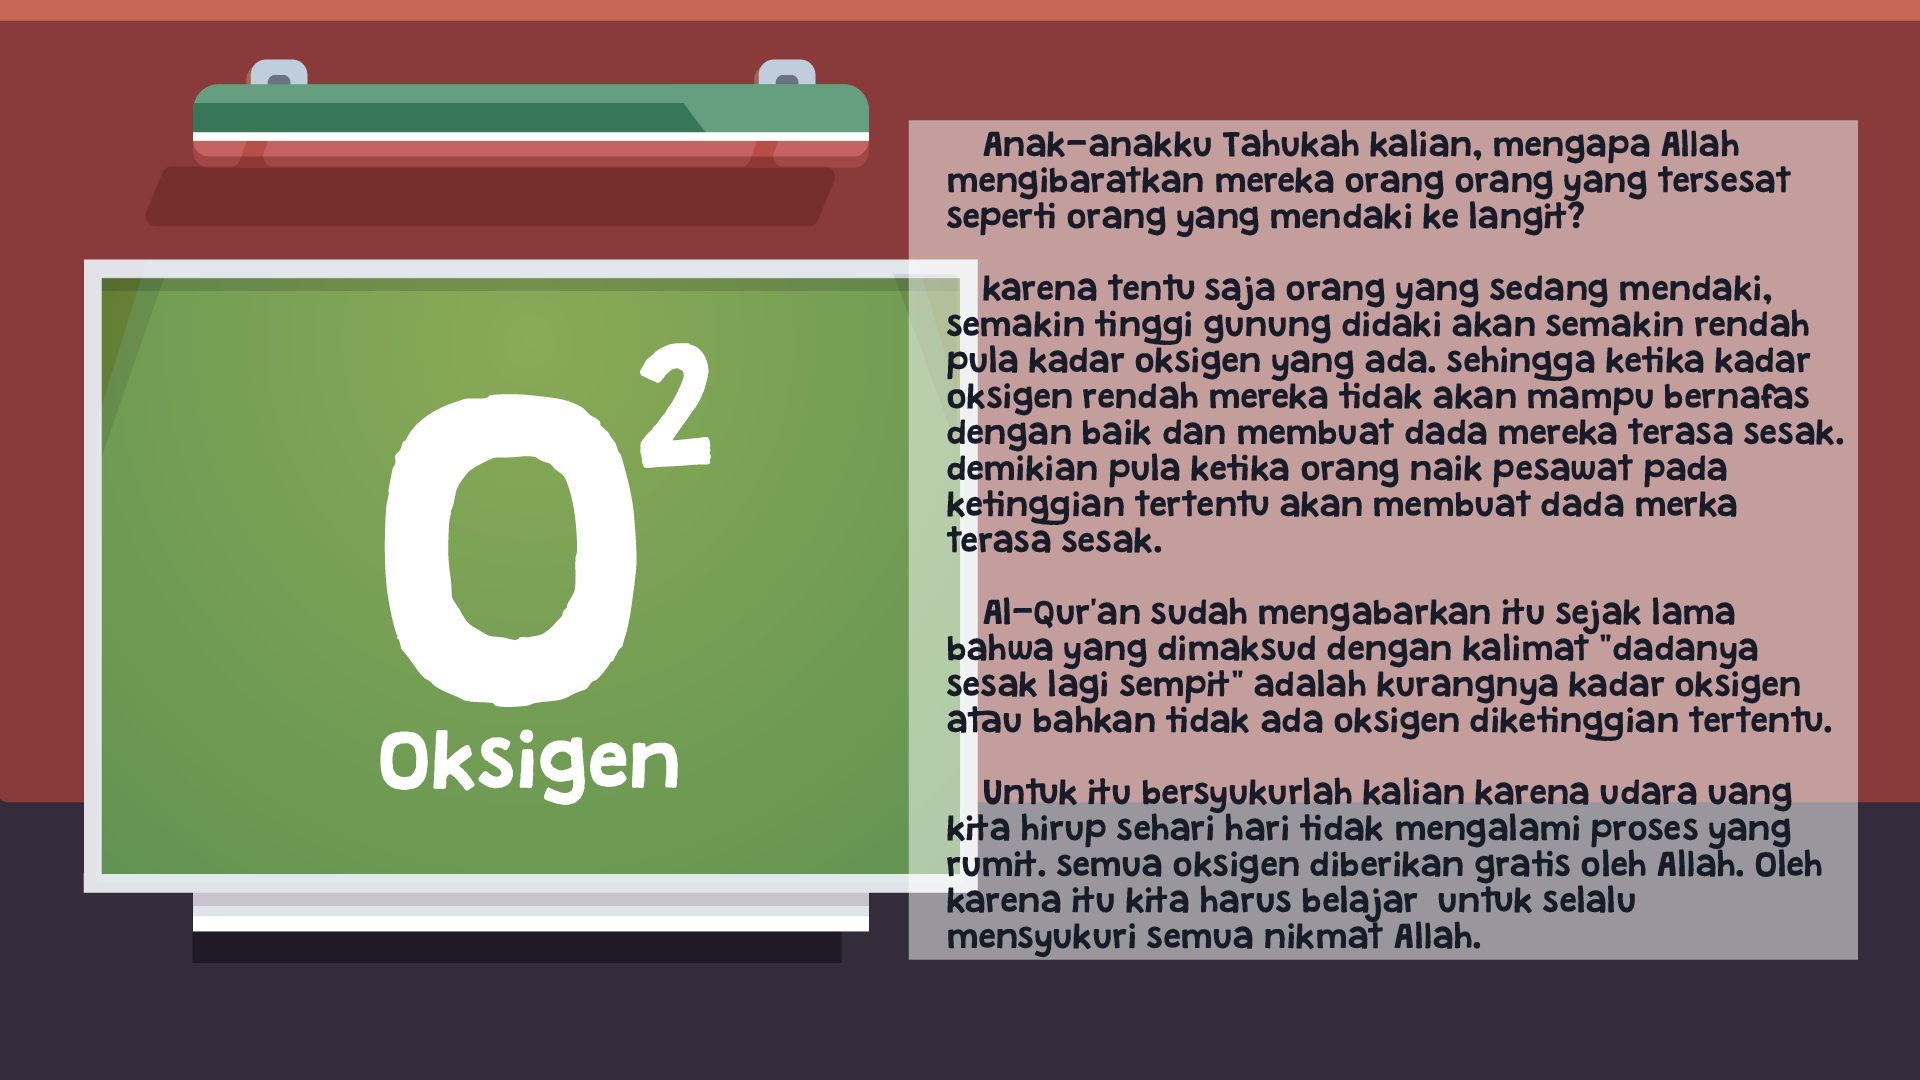 O²
Oksigen
Anak-anakku Tahukah kalian, mengapa Allah
mengibaratkan mereka orang orang yang tersesat
seperti orang yang mendaki ke langit?
karena tentu saja orang yang sedang mendaki,
semakin tinggi gunung didaki akan semakin rendah
pula kadar oksigen yang ada. sehingga ketika kadar
oksigen rendah mereka tidak akan mampu bernafas
dengan baik dan membuat dada mereka terasa sesak.
demikian pula ketika orang naik pesawat pada
ketinggian tertentu akan membuat dada merka
terasa sesak.
Al-Qur'an sudah mengabarkan itu sejak lama
bahwa yang dimaksud dengan kalimat "dadanya
sesak lagi sempit" adalah kurangnya kadar oksigen
atau bahkan tidak ada oksigen diketinggian tertentu.
Untuk itu bersyukurlah kalian karena udara uang
kita hirup sehari hari tidak mengalami proses yang
rumit. semua oksigen diberikan gratis oleh Allah. Oleh
karena itu kita harus belajar  untuk selalu
mensyukuri semua nikmat Allah.